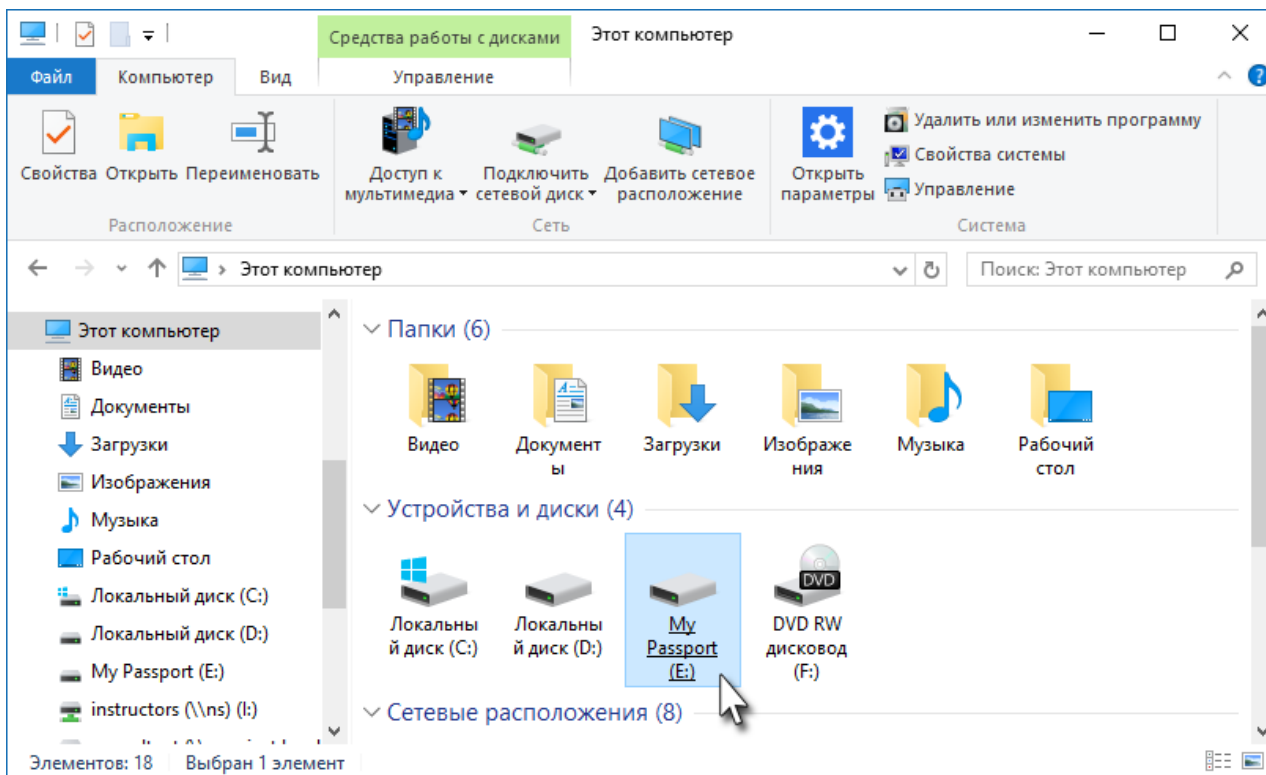 Средства работы с дисками
Этот компьютер
Файл
Компьютер
Вид
Управление
Свойства
Открыть
Переименовать
Доступ к
мультимедиа
Подключить
сетевой диск
Добавить сетевое
расположение
Открыть
параметры
Удалить или изменить программу
Свойства системы
Управление
Расположение
Сеть
Система
Этот компьютер
Поиск: Этот компьютер
Этот компьютер
Видео
Документы
Загрузки
Изображения
Музыка
Рабочий стол
Локальный диск (C:)
Локальный диск (D:)
My Passport (E:)
instructors (\\ns) (I:)
Папки (6)
Видео
Документ
ы
Загрузки
Изображе
ния
Музыка
Рабочий
стол
Устройства и диски (4)
Локальны
й диск (C:)
Локальны
й диск (D:)
My
Passport
(E:)
DVD
DVD RW
дисковод
(F:)
Сетевые расположения (8)
Элементов: 18
Выбран 1 элемент